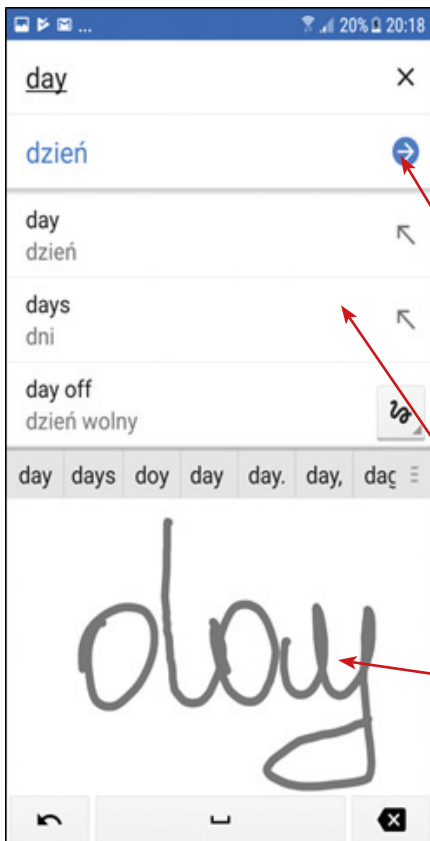 ... 20% 20:18
day
dzień
day
dzień
days
dni
day off
dzień wolny
day days doy day day. day, dag
day